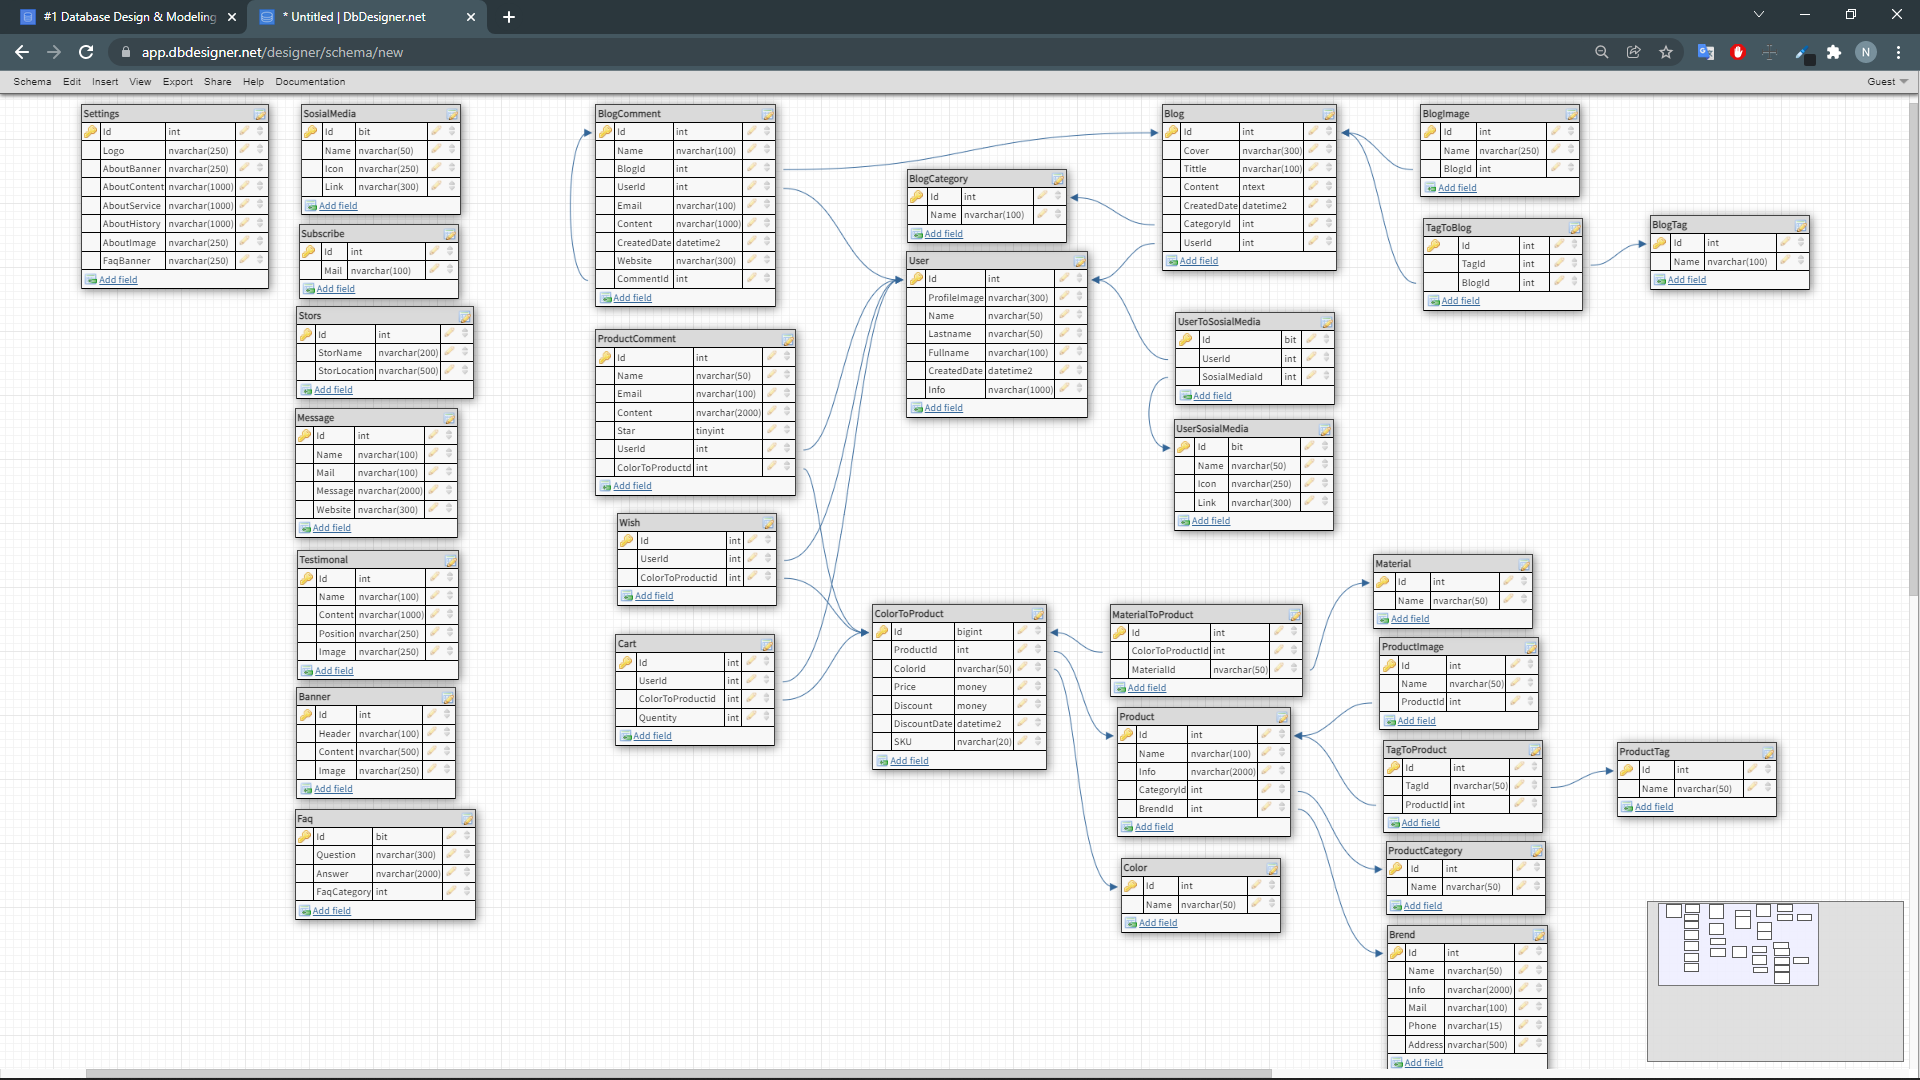 #1 Database Design & Modeling
* Untitled | DbDesigner.net
app.dbdesigner.net/designer/schema/new
N
Schema Edit Insert View Export Share Help Documentation
Guest
Settings
Id int
Logo nvarchar(250)
AboutBanner nvarchar(250)
AboutContent nvarchar(1000)
AboutService nvarchar(1000)
AboutHistory nvarchar(1000)
AboutImage nvarchar(250)
FaqBanner nvarchar(250)
Add field
SosialMedia
Id bit
Name nvarchar(50)
Icon nvarchar(250)
Link nvarchar(300)
Add field
Subscribe
Id int
Mail nvarchar(100)
Add field
Stors
Id int
StorName nvarchar(200)
StorLocation nvarchar(500)
Add field
Message
Id int
Name nvarchar(100)
Mail nvarchar(100)
Message nvarchar(2000)
Website nvarchar(300)
Add field
Testimonal
Id int
Name nvarchar(100)
Content nvarchar(1000)
Position nvarchar(250)
Image nvarchar(250)
Add field
Banner
Id int
Header nvarchar(100)
Content nvarchar(500)
Image nvarchar(250)
Add field
Faq
Id bit
Question nvarchar(300)
Answer nvarchar(2000)
FaqCategory int
Add field
BlogComment
Id int
Name nvarchar(100)
BlogId int
UserId int
Email nvarchar(100)
Content nvarchar(1000)
CreatedDate datetime2
Website nvarchar(300)
CommentId int
Add field
ProductComment
Id int
Name nvarchar(50)
Email nvarchar(100)
Content nvarchar(2000)
Star tinyint
UserId int
ColorToProductd int
Add field
Wish
Id int
UserId int
ColorToProductid int
Add field
Cart
Id int
UserId int
ColorToProductid int
Quentity int
Add field
BlogCategory
Id int
Name nvarchar(100)
Add field
User
Id int
ProfileImage nvarchar(300)
Name nvarchar(50)
Lastname nvarchar(50)
Fullname nvarchar(100)
CreatedDate datetime2
Info nvarchar(1000)
Add field
ColorToProduct
Id bigint
ProductId int
ColorId nvarchar(50)
Price money
Discount money
DiscountDate datetime2
SKU nvarchar(20)
Add field
Blog
Id int
Cover nvarchar(300)
Tittle nvarchar(100)
Content ntext
CreatedDate datetime2
CategoryId int
UserId int
Add field
UserToSosialMedia
Id bit
UserId int
SosialMediaId int
Add field
UserSosialMedia
Id bit
Name nvarchar(50)
Icon nvarchar(250)
Link nvarchar(300)
Add field
MaterialToProduct
Id int
ColorToProductId int
MaterialId nvarchar(50)
Add field
Product
Id int
Name nvarchar(100)
Info nvarchar(2000)
CategoryId int
BrendId int
Add field
Color
Id int
Name nvarchar(50)
Add field
BlogImage
Id int
Name nvarchar(250)
BlogId int
Add field
TagToBlog
Id int
TagId int
BlogId int
Add field
BlogTag
Id int
Name nvarchar(100)
Add field
Material
Id int
Name nvarchar(50)
Add field
ProductImage
Id int
Name nvarchar(50)
ProductId int
Add field
TagToProduct
Id int
TagId nvarchar(50)
ProductId int
Add field
ProductTag
Id int
Name nvarchar(50)
Add field
ProductCategory
Id int
Name nvarchar(50)
Add field
Brend
Id int
Name nvarchar(50)
Info nvarchar(2000)
Mail nvarchar(100)
Phone nvarchar(15)
Address nvarchar(500)
Add field